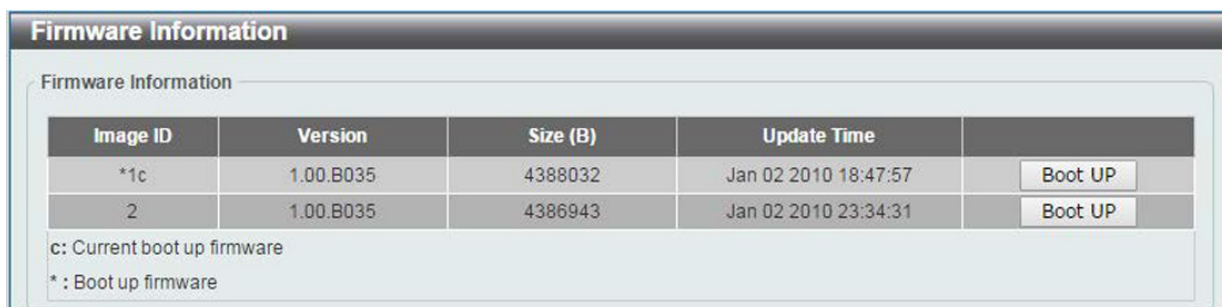 Firmware Information
Firmware Information
Image ID Version Size (B) Update Time
*1c 1.00.B035 4388032 Jan 02 2010 18:47:57 Boot UP
2 1.00.B035 4386943 Jan 02 2010 23:34:31 Boot UP
c: Current boot up firmware
* : Boot up firmware